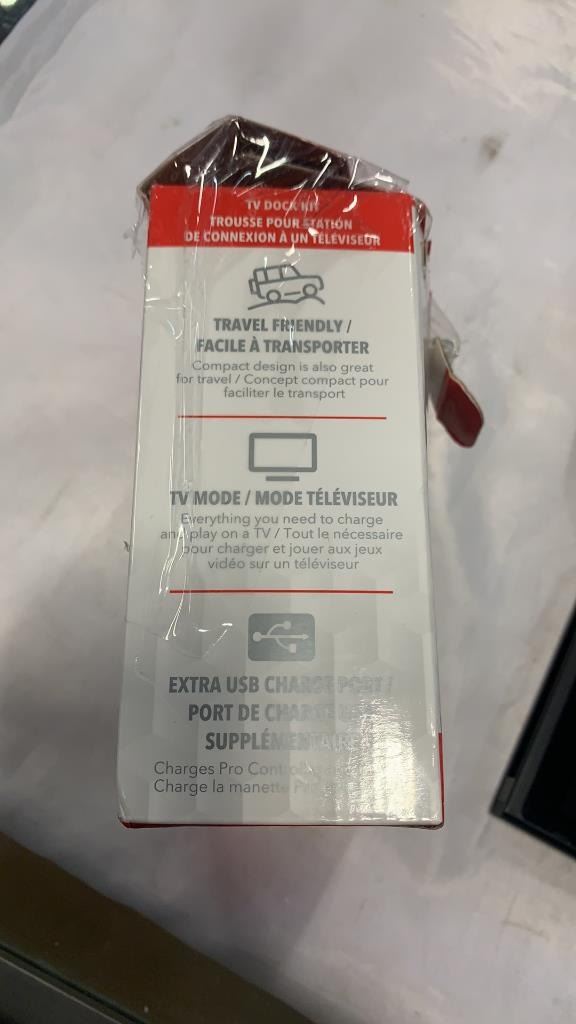 TV DOCK KIT
TROUSSE POUR STATION
DE CONNEXION À UN TÉLÉVISEUR
TRAVEL FRIENDLY /
FACILE À TRANSPORTER
Compact design is also great
for travel / Concept compact pour
faciliter le transport
TV MODE / MODE TÉLÉVISEUR
Everything you need to charge
and play on a TV / Tout le nécessaire
pour charger et jouer aux jeux
vidéo sur un téléviseur
EXTRA USB CHARGE PORT /
PORT DE CHARGE
SUPPLÉMENTAIRE
Charges Pro
Charge la manette